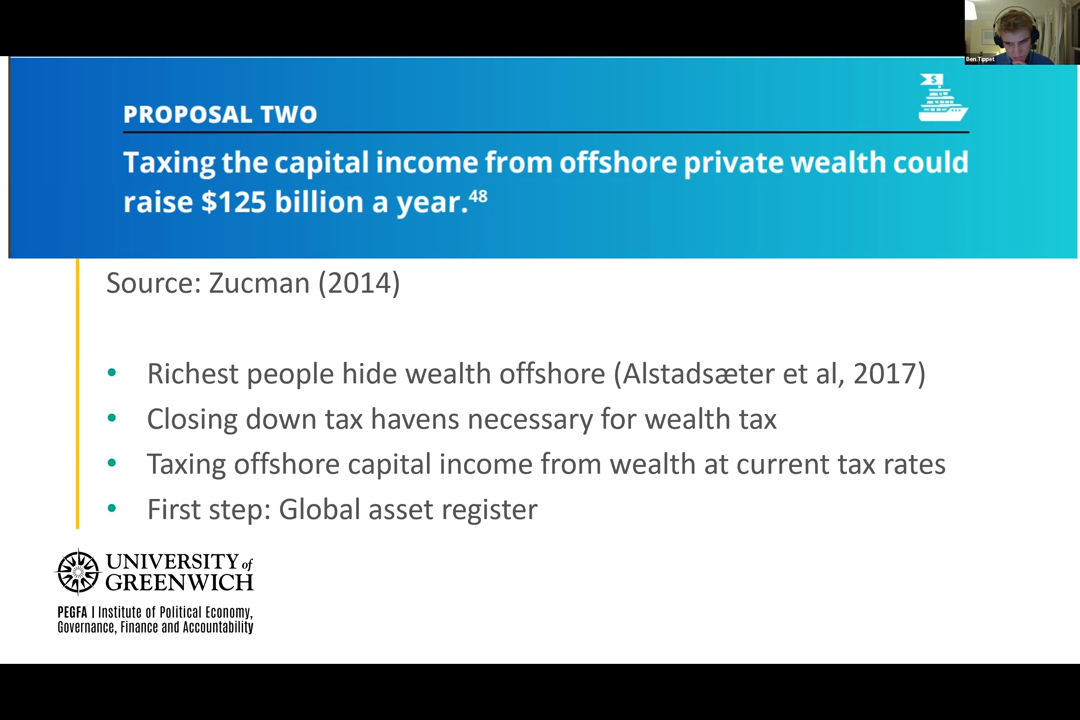 Ben Tippet
$
PROPOSAL TWO
Taxing the capital income from offshore private wealth could
raise $125 billion a year.48
Source: Zucman (2014)
• Richest people hide wealth offshore (Alstadsæter et al, 2017)
• Closing down tax havens necessary for wealth tax
• Taxing offshore capital income from wealth at current tax rates
• First step: Global asset register
UNIVERSITY of
GREENWICH
PEGFA | Institute of Political Economy,
Governance, Finance and Accountability